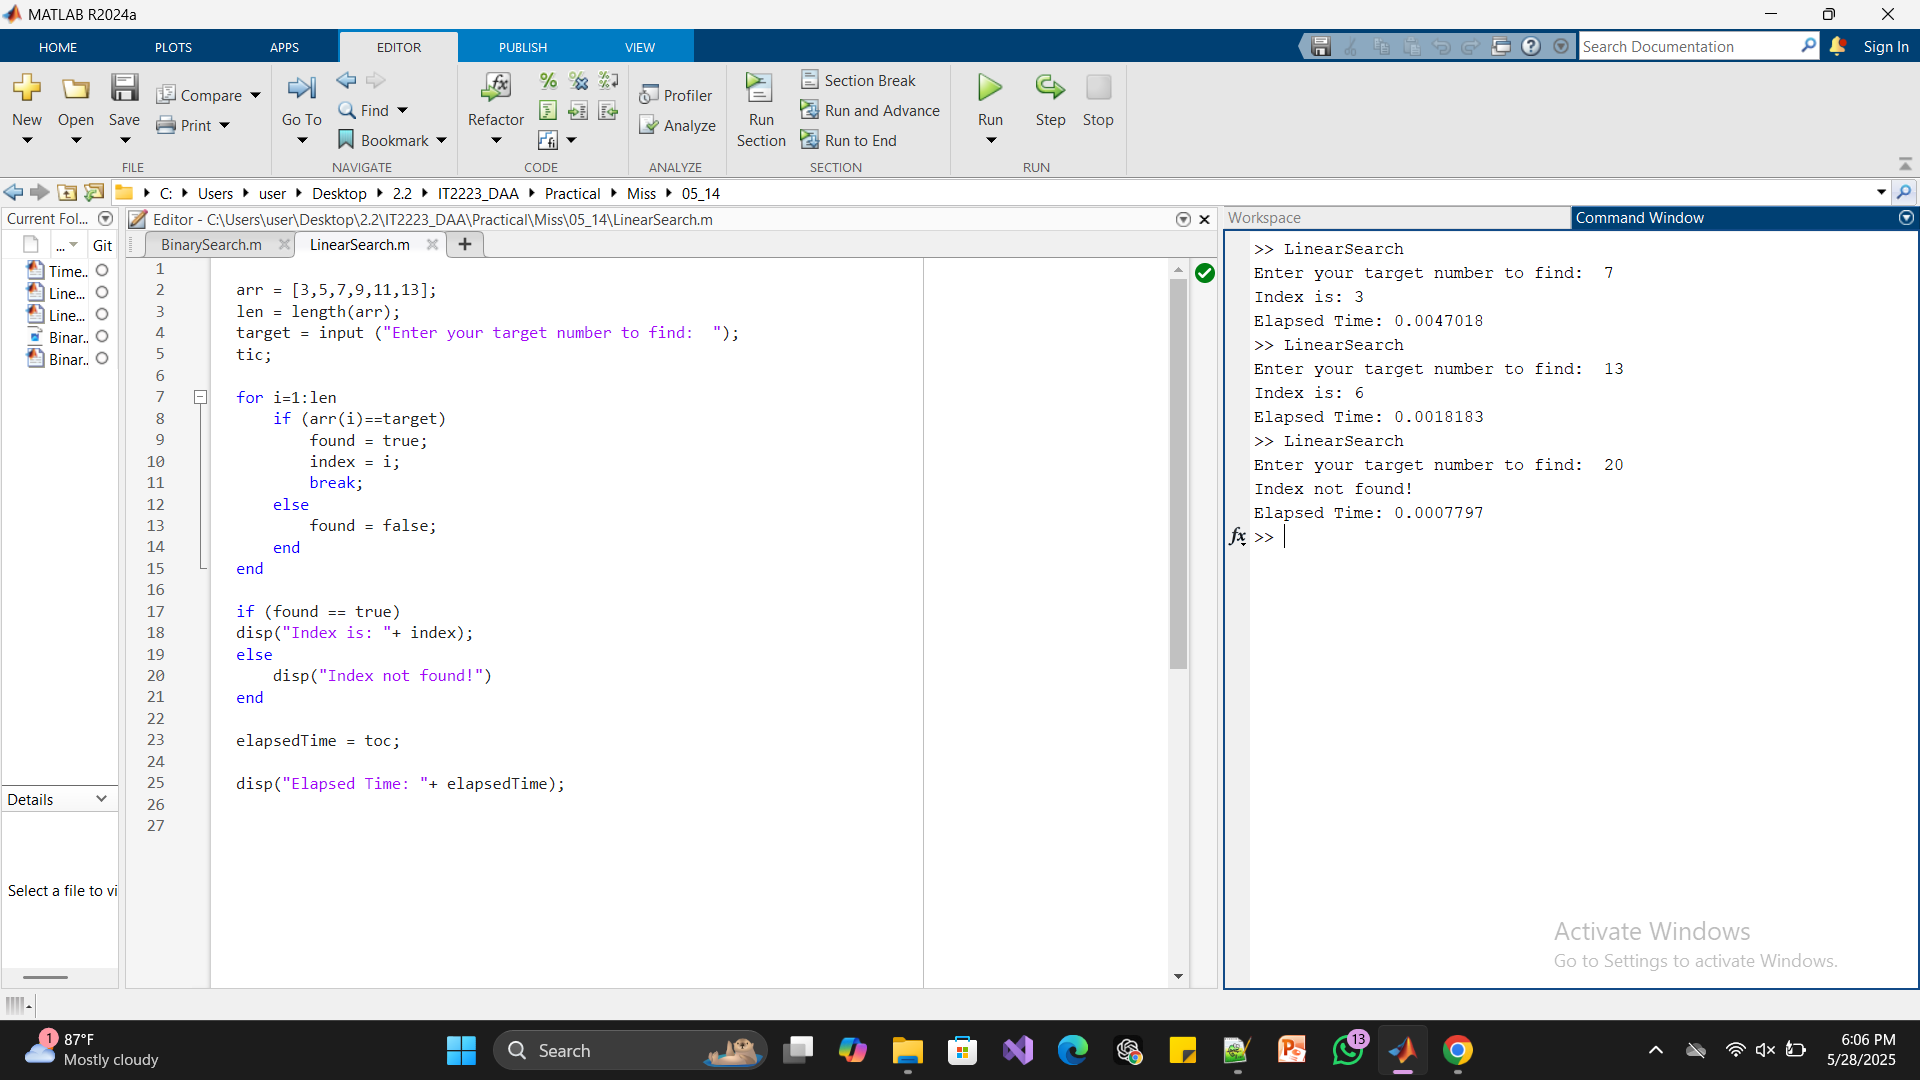 MATLAB R2024a
HOME PLOTS APPS EDITOR PUBLISH VIEW
Search Documentation
Sign In
New
Open
Save
Compare
Print
FILE
Go To
Find
Bookmark
NAVIGATE
Refactor
CODE
Profiler
Analyze
ANALYZE
Run Section
Section Break
Run and Advance
Run to End
SECTION
Run
Step
Stop
RUN
C: Users user Desktop 2.2 IT2223_DAA Practical Miss 05_14
Current Fol...
... Git
Time..
Line...
Line...
Binar..
Binar..
Details
Select a file to vi
Editor - C:\Users\user\Desktop\2.2\IT2223_DAA\Practical\Miss\05_14\LinearSearch.m
BinarySearch.m LinearSearch.m
1
2 arr = [3,5,7,9,11,13];
3 len = length(arr);
4 target = input ("Enter your target number to find:  ");
5 tic;
6
7 for i=1:len
8     if (arr(i)==target)
9         found = true;
10         index = i;
11         break;
12     else
13         found = false;
14     end
15 end
16
17 if (found == true)
18 disp("Index is: "+ index);
19 else
20     disp("Index not found!")
21 end
22
23 elapsedTime = toc;
24
25 disp("Elapsed Time: "+ elapsedTime);
26
27
Workspace
Command Window
>> LinearSearch
Enter your target number to find:  7
Index is: 3
Elapsed Time: 0.0047018
>> LinearSearch
Enter your target number to find:  13
Index is: 6
Elapsed Time: 0.0018183
>> LinearSearch
Enter your target number to find:  20
Index not found!
Elapsed Time: 0.0007797
fx >>
Activate Windows
Go to Settings to activate Windows.
1
87°F
Mostly cloudy
Search
13
6:06 PM
5/28/2025